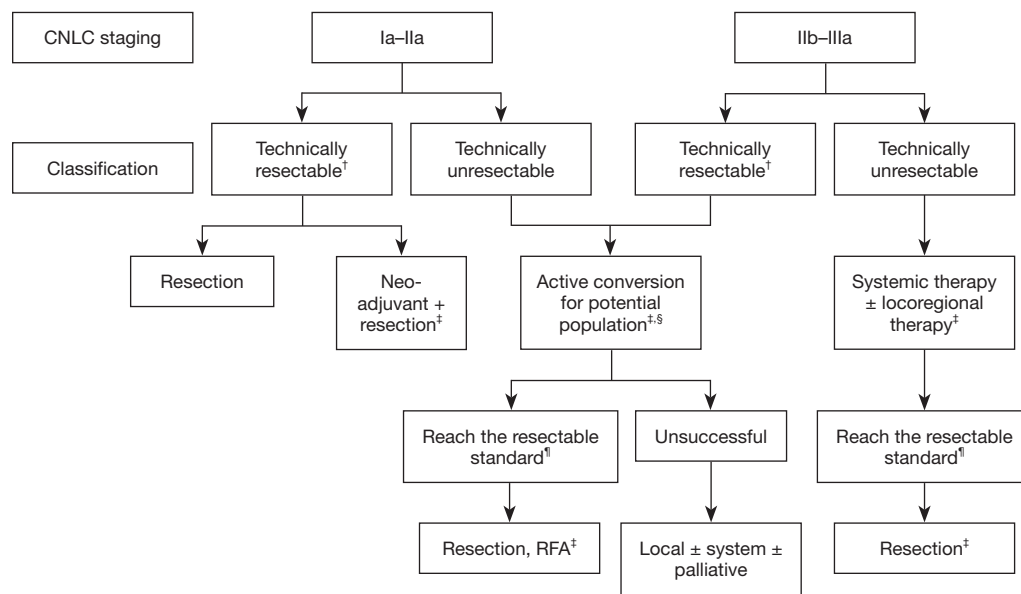 CNLC staging
Ia–IIa
IIb–IIIa
Classification
Technically
resectable†
Technically
unresectable
Technically
resectable†
Technically
unresectable
Resection
Neo-
adjuvant +
resection‡
Active conversion
for potential
population‡,§
Systemic therapy
± locoregional
therapy‡
Reach the resectable
standard¶
Unsuccessful
Reach the resectable
standard¶
Resection, RFA‡
Local ± system ±
palliative
Resection‡